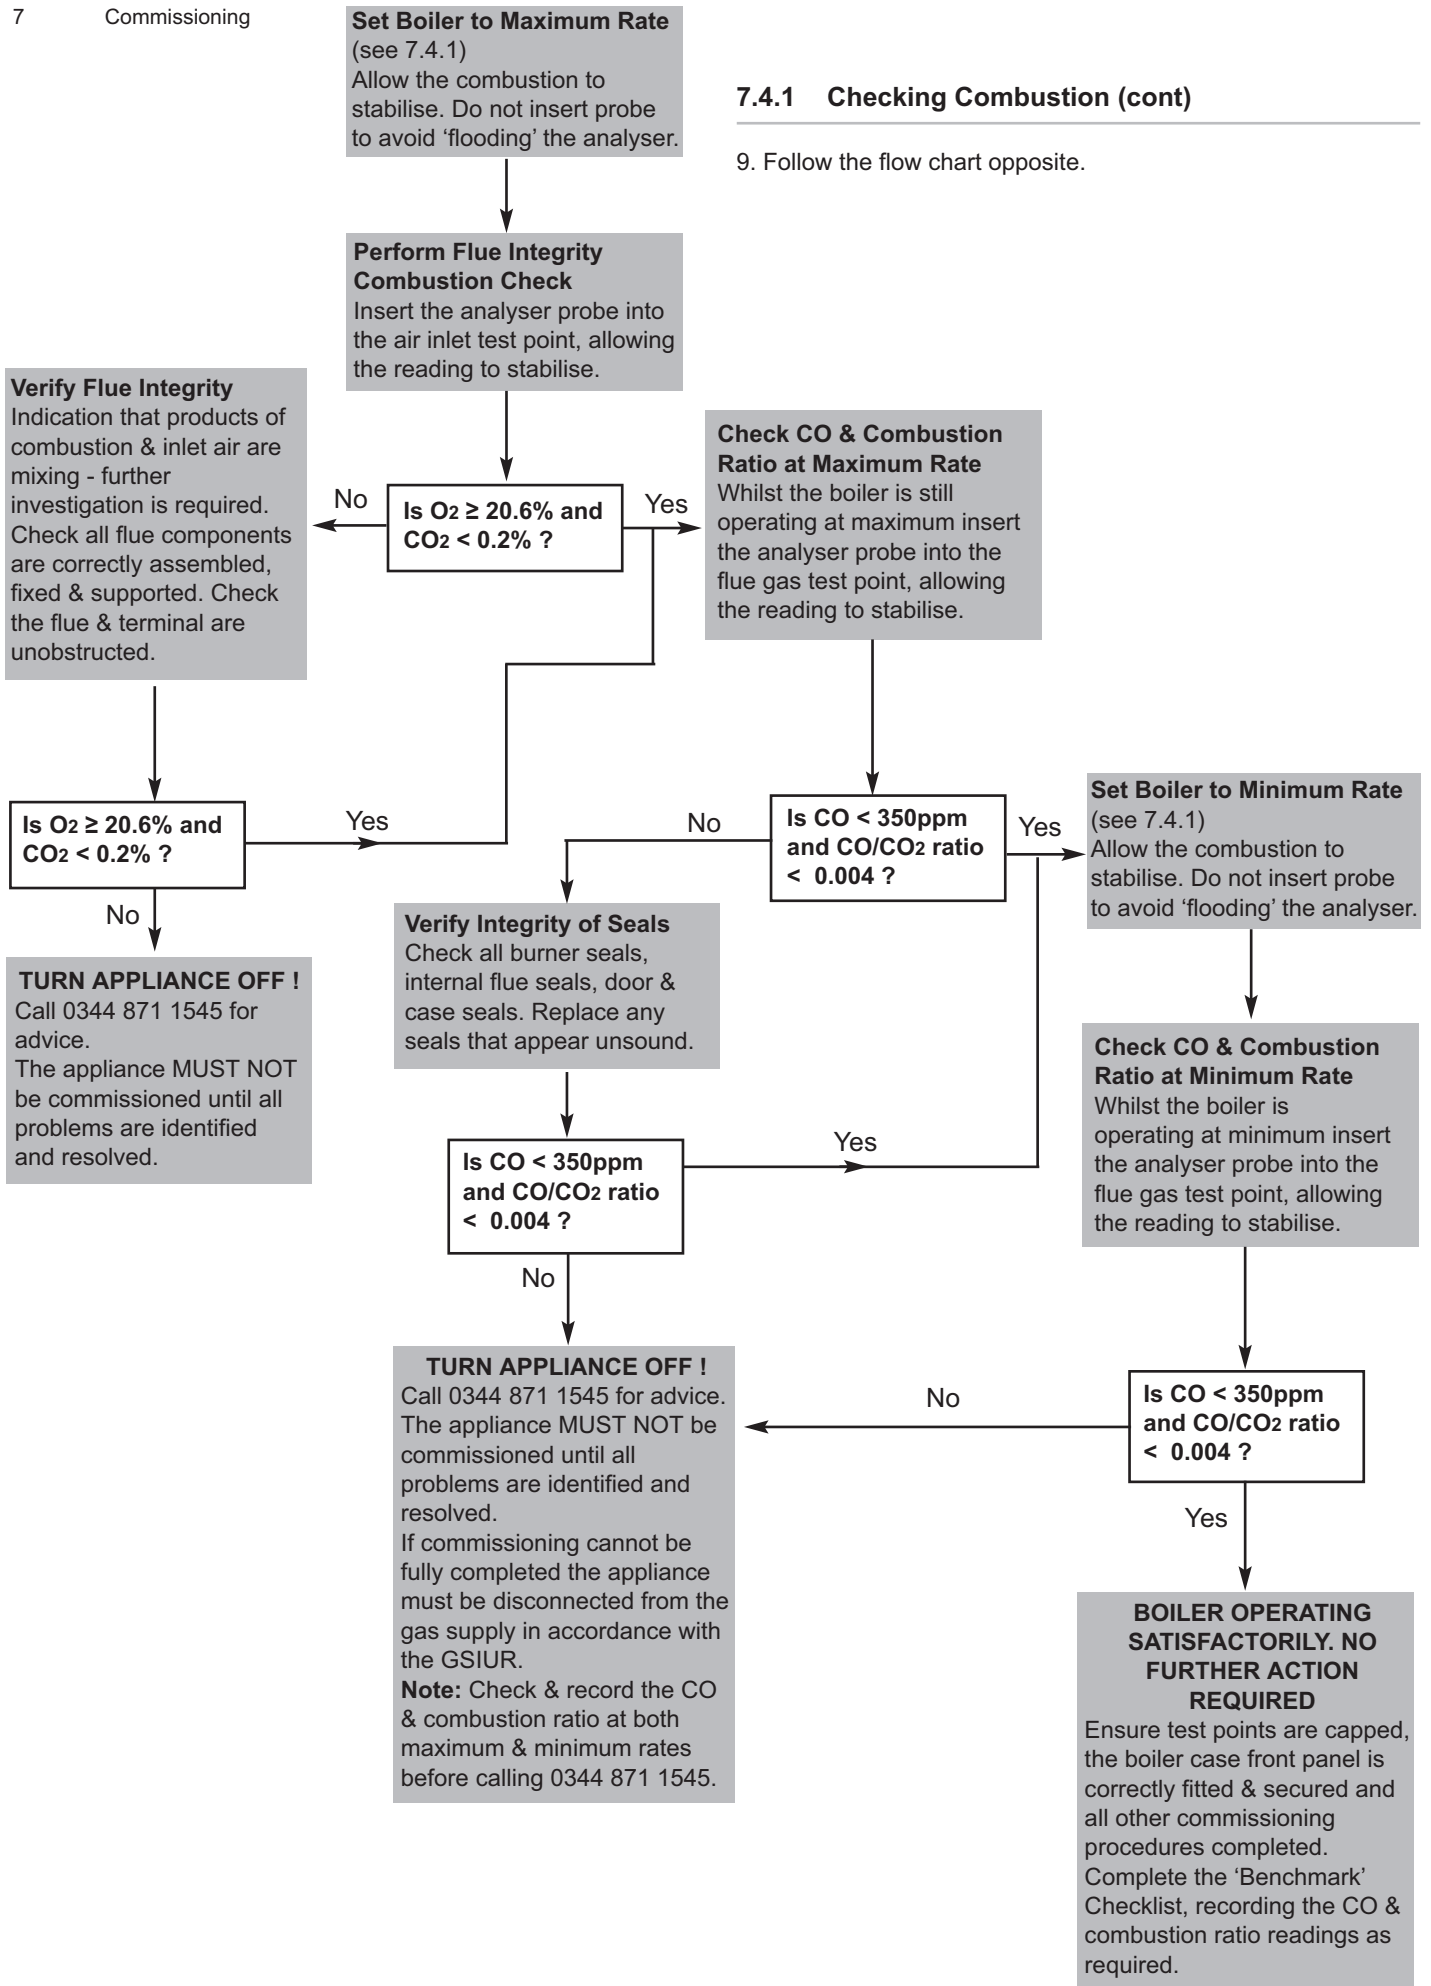 7 Commissioning
Set Boiler to Maximum Rate
(see 7.4.1)
Allow the combustion to
stabilise. Do not insert probe
to avoid ‘flooding’ the analyser.
7.4.1 Checking Combustion (cont)
9. Follow the flow chart opposite.
Perform Flue Integrity
Combustion Check
Insert the analyser probe into
the air inlet test point, allowing
the reading to stabilise.
Verify Flue Integrity
Indication that products of
combustion & inlet air are
mixing - further
investigation is required.
Check all flue components
are correctly assembled,
fixed & supported. Check
the flue & terminal are
unobstructed.
No
Is O2 ≥ 20.6% and
CO2 < 0.2% ?
Yes
Check CO & Combustion
Ratio at Maximum Rate
Whilst the boiler is still
operating at maximum insert
the analyser probe into the
flue gas test point, allowing
the reading to stabilise.
Is O2 ≥ 20.6% and
CO2 < 0.2% ?
Yes
No
TURN APPLIANCE OFF !
Call 0344 871 1545 for
advice.
The appliance MUST NOT
be commissioned until all
problems are identified
and resolved.
No
Is CO < 350ppm
and CO/CO2 ratio
< 0.004 ?
Yes
Set Boiler to Minimum Rate
(see 7.4.1)
Allow the combustion to
stabilise. Do not insert probe
to avoid ‘flooding’ the analyser.
Verify Integrity of Seals
Check all burner seals,
internal flue seals, door &
case seals. Replace any
seals that appear unsound.
Check CO & Combustion
Ratio at Minimum Rate
Whilst the boiler is
operating at minimum insert
the analyser probe into the
flue gas test point, allowing
the reading to stabilise.
Is CO < 350ppm
and CO/CO2 ratio
< 0.004 ?
Yes
No
TURN APPLIANCE OFF !
Call 0344 871 1545 for advice.
The appliance MUST NOT be
commissioned until all
problems are identified and
resolved.
If commissioning cannot be
fully completed the appliance
must be disconnected from the
gas supply in accordance with
the GSIUR.
Note: Check & record the CO
& combustion ratio at both
maximum & minimum rates
before calling 0344 871 1545.
No
Is CO < 350ppm
and CO/CO2 ratio
< 0.004 ?
Yes
BOILER OPERATING
SATISFACTORILY. NO
FURTHER ACTION
REQUIRED
Ensure test points are capped,
the boiler case front panel is
correctly fitted & secured and
all other commissioning
procedures completed.
Complete the ‘Benchmark’
Checklist, recording the CO &
combustion ratio readings as
required.